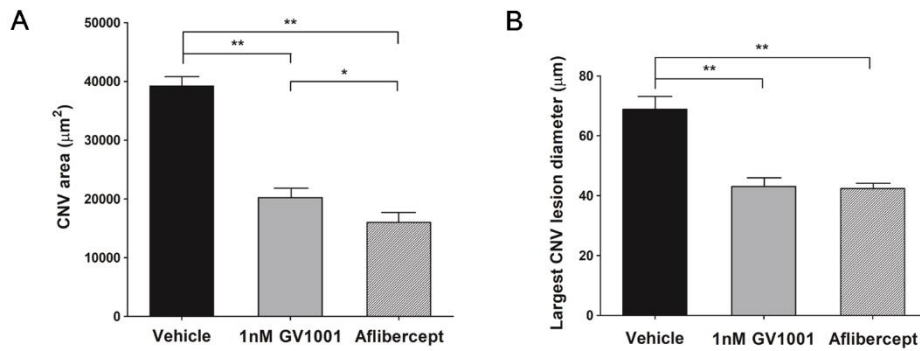 A
CNV area (μm²)
50000
40000
30000
20000
10000
0
**
**
*
Vehicle
1nM GV1001
Aflibercept
B
Largest CNV lesion diameter (μm)
80
60
40
20
0
**
**
Vehicle
1nM GV1001
Aflibercept